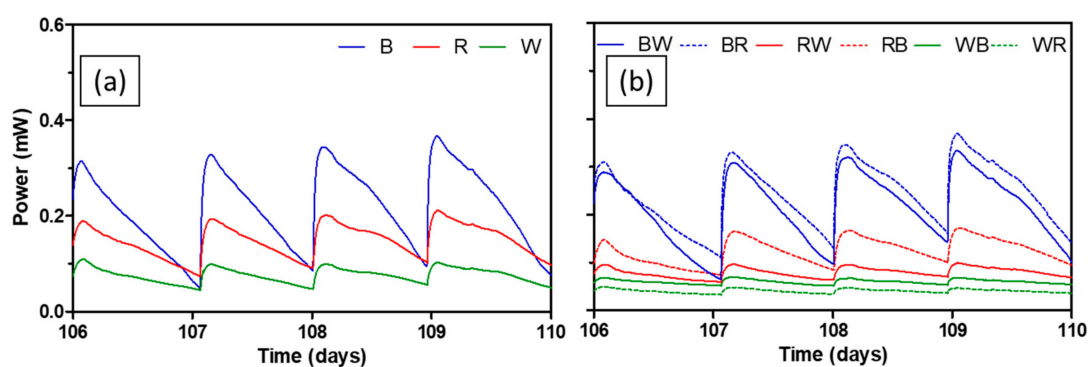 0.6
0.4
0.2
0.0
Power (mW)
(a)
B R W
106 107 108 109 110
Time (days)
(b)
BW BR RW RB WB WR
106 107 108 109 110
Time (days)